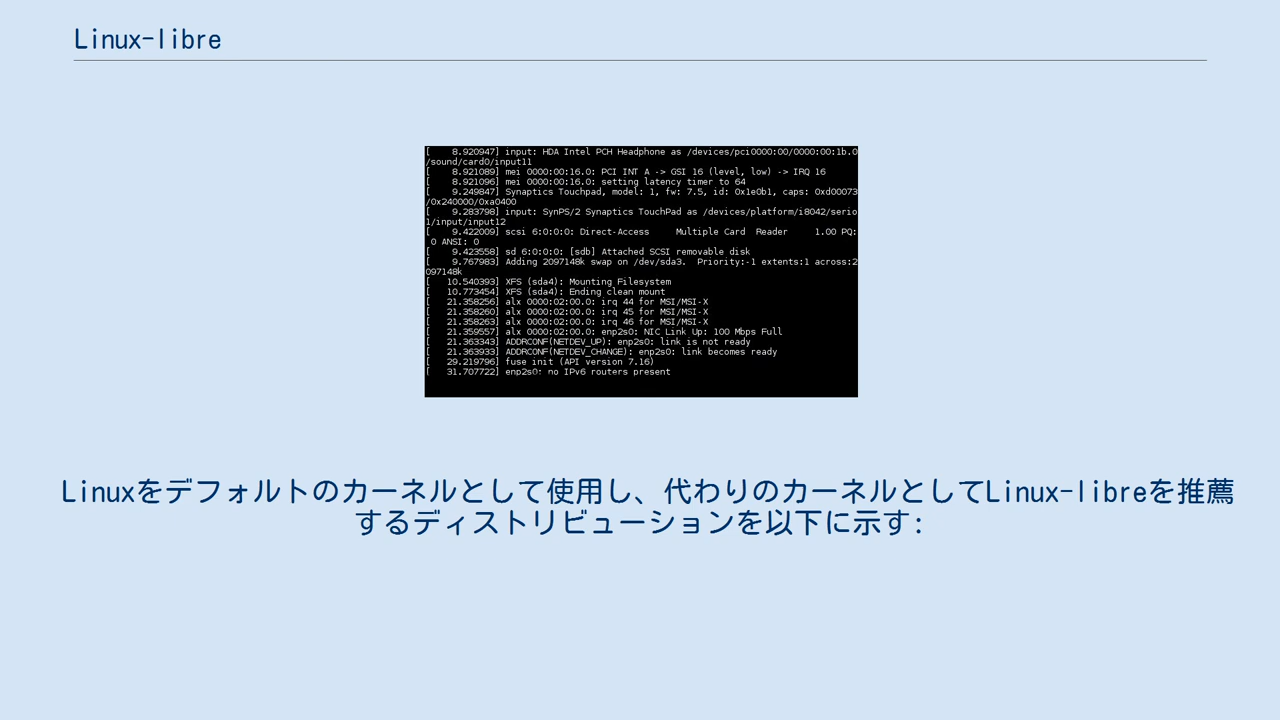 Linux-libre
[    8.920947] input: HDA Intel PCH Headphone as /devices/pci0000:00/0000:00:1b.0
/sound/card0/input11
[    8.921089] mei 0000:00:16.0: PCI INT A -> GSI 16 (level, low) -> IRQ 16
[    8.921096] mei 0000:00:16.0: setting latency timer to 64
[    9.249847] Synaptics Touchpad, model: 1, fw: 7.5, id: 0x1e0b1, caps: 0xd00073
/0x240000/0xa0400
[    9.283798] input: SynPS/2 Synaptics TouchPad as /devices/platform/i8042/serio
1/input/input12
[    9.422009] scsi 6:0:0:0: Direct-Access     Multiple Card  Reader     1.00 PQ:
 0 ANSI: 0
[    9.423558] sd 6:0:0:0: [sdb] Attached SCSI removable disk
[    9.767983] Adding 2097148k swap on /dev/sda3.  Priority:-1 extents:1 across:2
097148k
[   10.540393] XFS (sda4): Mounting Filesystem
[   10.773454] XFS (sda4): Ending clean mount
[   21.358256] alx 0000:02:00.0: irq 44 for MSI/MSI-X
[   21.358260] alx 0000:02:00.0: irq 45 for MSI/MSI-X
[   21.358263] alx 0000:02:00.0: irq 46 for MSI/MSI-X
[   21.359557] alx 0000:02:00.0: enp2s0: NIC Link Up: 100 Mbps Full
[   21.363343] ADDRCONF(NETDEV_UP): enp2s0: link is not ready
[   21.363933] ADDRCONF(NETDEV_CHANGE): enp2s0: link becomes ready
[   29.219796] fuse init (API version 7.16)
[   31.707722] enp2s0: no IPv6 routers present
Linuxをデフォルトのカーネルとして使用し、代わりのカーネルとしてLinux-libreを推薦
するディストリビューションを以下に示す: